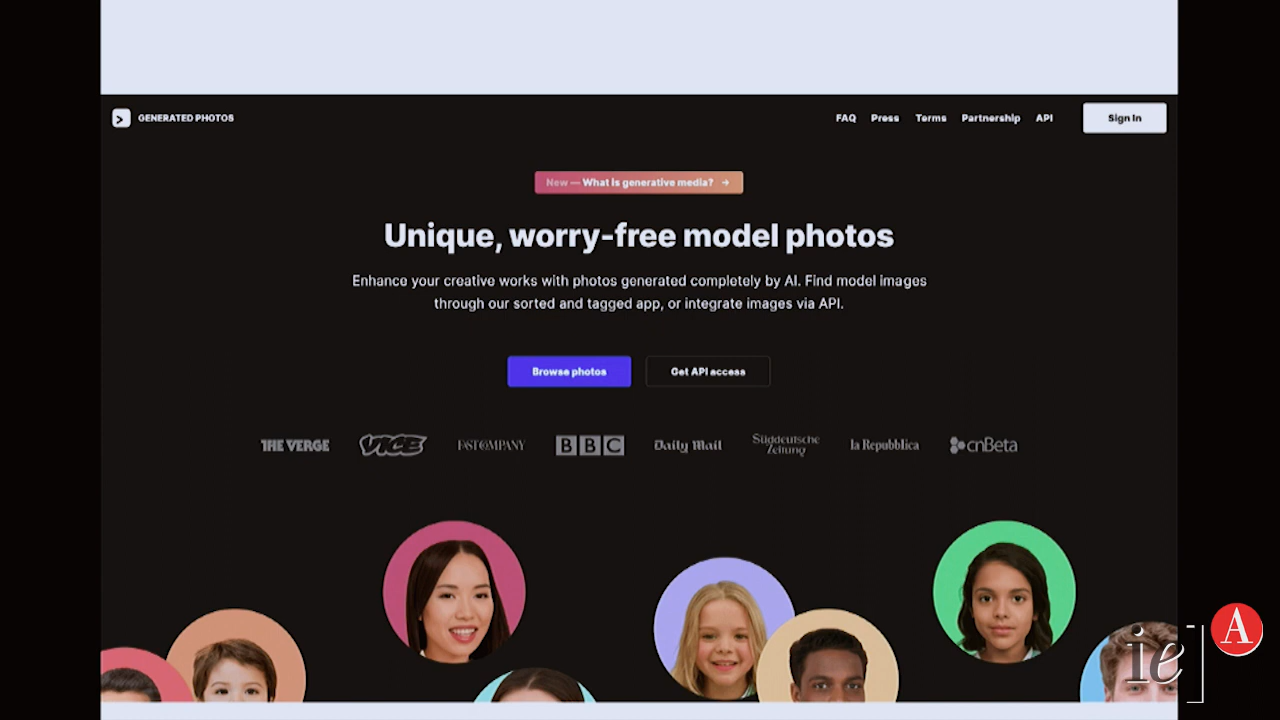 GENERATED PHOTOS
FAQ Press Terms Partnership API Sign In
New — What is generative media? →
Unique, worry-free model photos
Enhance your creative works with photos generated completely by AI. Find model images
through our sorted and tagged app, or integrate images via API.
Browse photos Get API access
THE VERGE VICE FAST COMPANY BBC Daily Mail Süddeutsche Zeitung la Repubblica cnBeta
ie] A